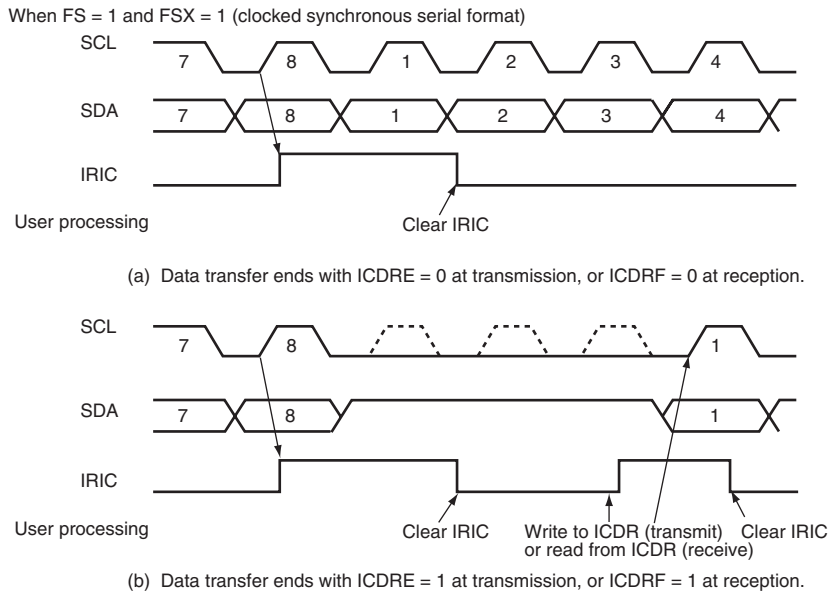 When FS = 1 and FSX = 1 (clocked synchronous serial format)
SCL
7 8 1 2 3 4
SDA
7 8 1 2 3 4
IRIC
User processing
Clear IRIC
(a) Data transfer ends with ICDRE = 0 at transmission, or ICDRF = 0 at reception.
SCL
7 8 1
SDA
7 8 1
IRIC
User processing
Clear IRIC
Write to ICDR (transmit)
or read from ICDR (receive)
Clear IRIC
(b) Data transfer ends with ICDRE = 1 at transmission, or ICDRF = 1 at reception.